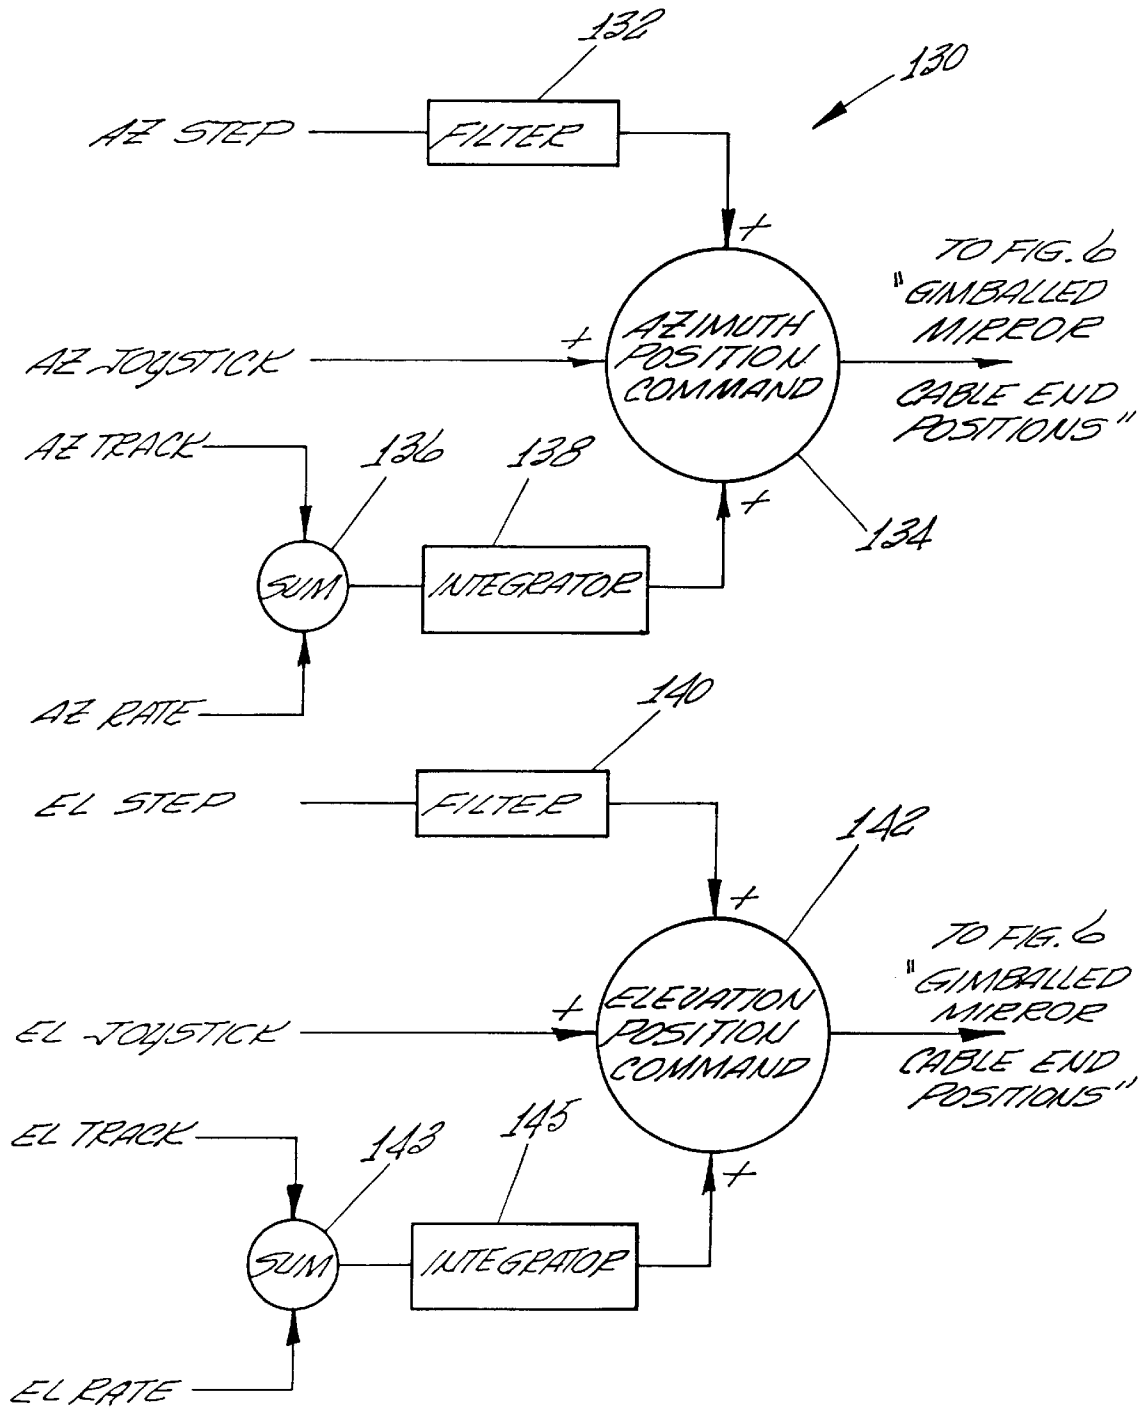 132
130
AZ STEP
FILTER
+
TO FIG. 6
"GIMBALLED
MIRROR
CABLE END
POSITIONS"
AZ JOYSTICK
+
AZIMUTH
POSITION
COMMAND
AZ TRACK
136
138
+
134
SUM
INTEGRATOR
AZ RATE
140
EL STEP
FILTER
142
+
TO FIG. 6
"GIMBALLED
MIRROR
CABLE END
POSITIONS"
EL JOYSTICK
+
ELEVATION
POSITION
COMMAND
EL TRACK
143
145
+
SUM
INTEGRATOR
EL RATE